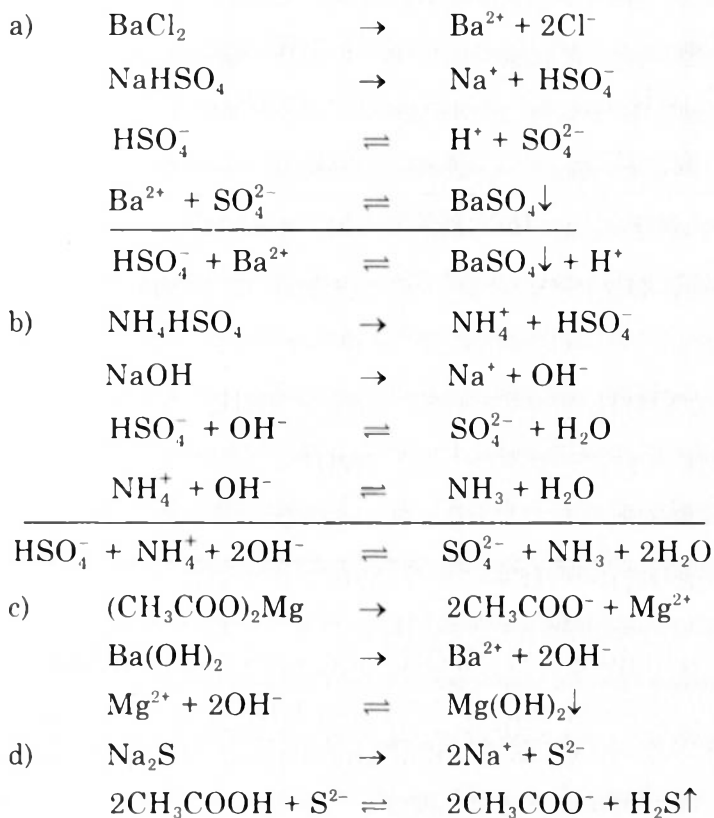 a) BaCl₂ → Ba²⁺ + 2Cl⁻
NaHSO₄ → Na⁺ + HSO₄⁻
HSO₄⁻ ⇌ H⁺ + SO₄²⁻
Ba²⁺ + SO₄²⁻ ⇌ BaSO₄↓
HSO₄⁻ + Ba²⁺ ⇌ BaSO₄↓ + H⁺
b) NH₄HSO₄ → NH₄⁺ + HSO₄⁻
NaOH → Na⁺ + OH⁻
HSO₄⁻ + OH⁻ ⇌ SO₄²⁻ + H₂O
NH₄⁺ + OH⁻ ⇌ NH₃ + H₂O
HSO₄⁻ + NH₄⁺ + 2OH⁻ ⇌ SO₄²⁻ + NH₃ + 2H₂O
c) (CH₃COO)₂Mg → 2CH₃COO⁻ + Mg²⁺
Ba(OH)₂ → Ba²⁺ + 2OH⁻
Mg²⁺ + 2OH⁻ ⇌ Mg(OH)₂↓
d) Na₂S → 2Na⁺ + S²⁻
2CH₃COOH + S²⁻ ⇌ 2CH₃COO⁻ + H₂S↑